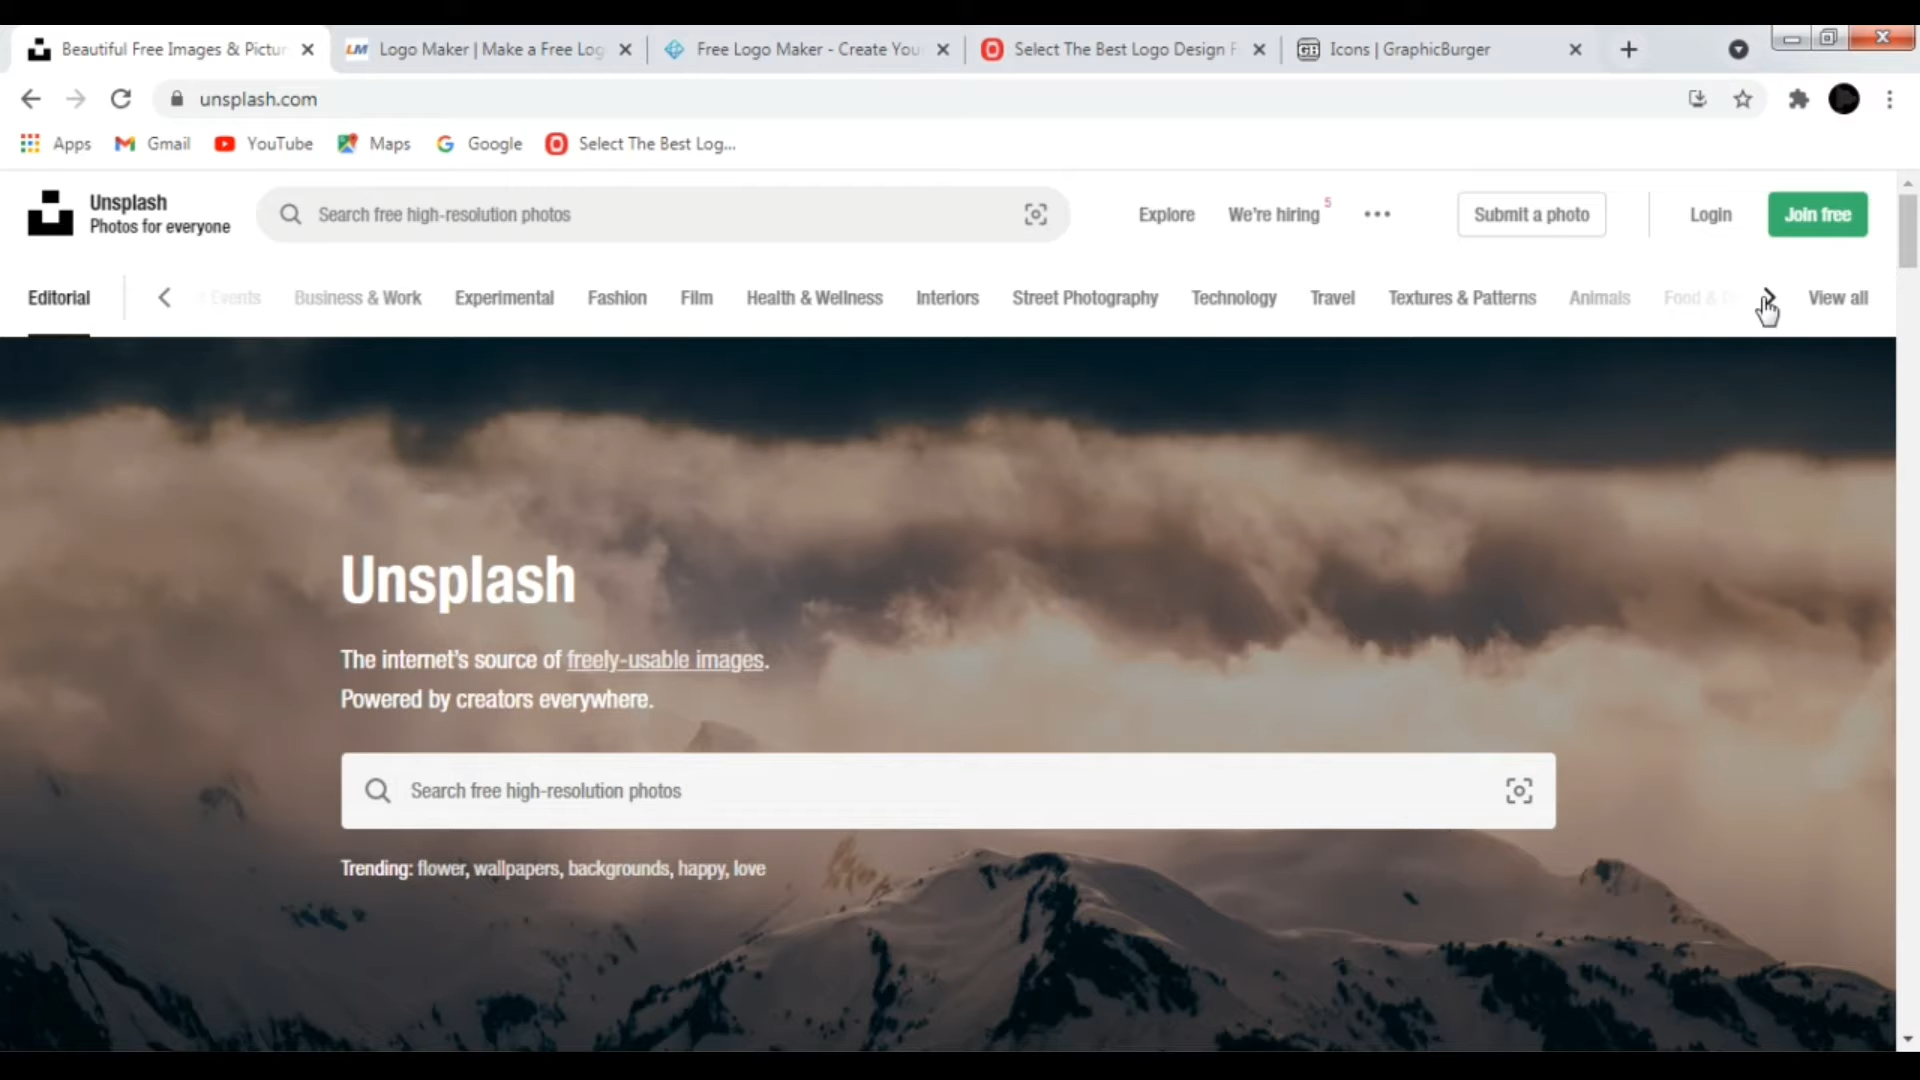 Beautiful Free Images & Pictur
Logo Maker | Make a Free Log
Free Logo Maker - Create You
Select The Best Logo Design F
Icons | GraphicBurger
unsplash.com
Apps
Gmail
YouTube
Maps
Google
Select The Best Log...
Unsplash
Photos for everyone
Search free high-resolution photos
Explore
We're hiring 5
Submit a photo
Login
Join free
Editorial
Events
Business & Work
Experimental
Fashion
Film
Health & Wellness
Interiors
Street Photography
Technology
Travel
Textures & Patterns
Animals
Food &
View all
Unsplash
The internet's source of freely-usable images.
Powered by creators everywhere.
Search free high-resolution photos
Trending: flower, wallpapers, backgrounds, happy, love